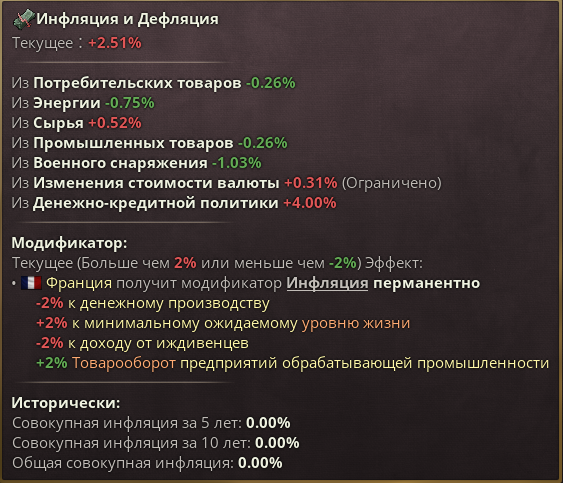 Инфляция и Дефляция
Текущее : +2.51%
Из Потребительских товаров -0.26%
Из Энергии -0.75%
Из Сырья +0.52%
Из Промышленных товаров -0.26%
Из Военного снаряжения -1.03%
Из Изменения стоимости валюты +0.31% (Ограничено)
Из Денежно-кредитной политики +4.00%
Модификатор:
Текущее (Больше чем 2% или меньше чем -2%) Эффект:
• Франция получит модификатор Инфляция перманентно
-2% к денежному производству
+2% к минимальному ожидаемому уровню жизни
-2% к доходу от иждивенцев
+2% Товарооборот предприятий обрабатывающей промышленности
Исторически:
Совокупная инфляция за 5 лет: 0.00%
Совокупная инфляция за 10 лет: 0.00%
Общая совокупная инфляция: 0.00%